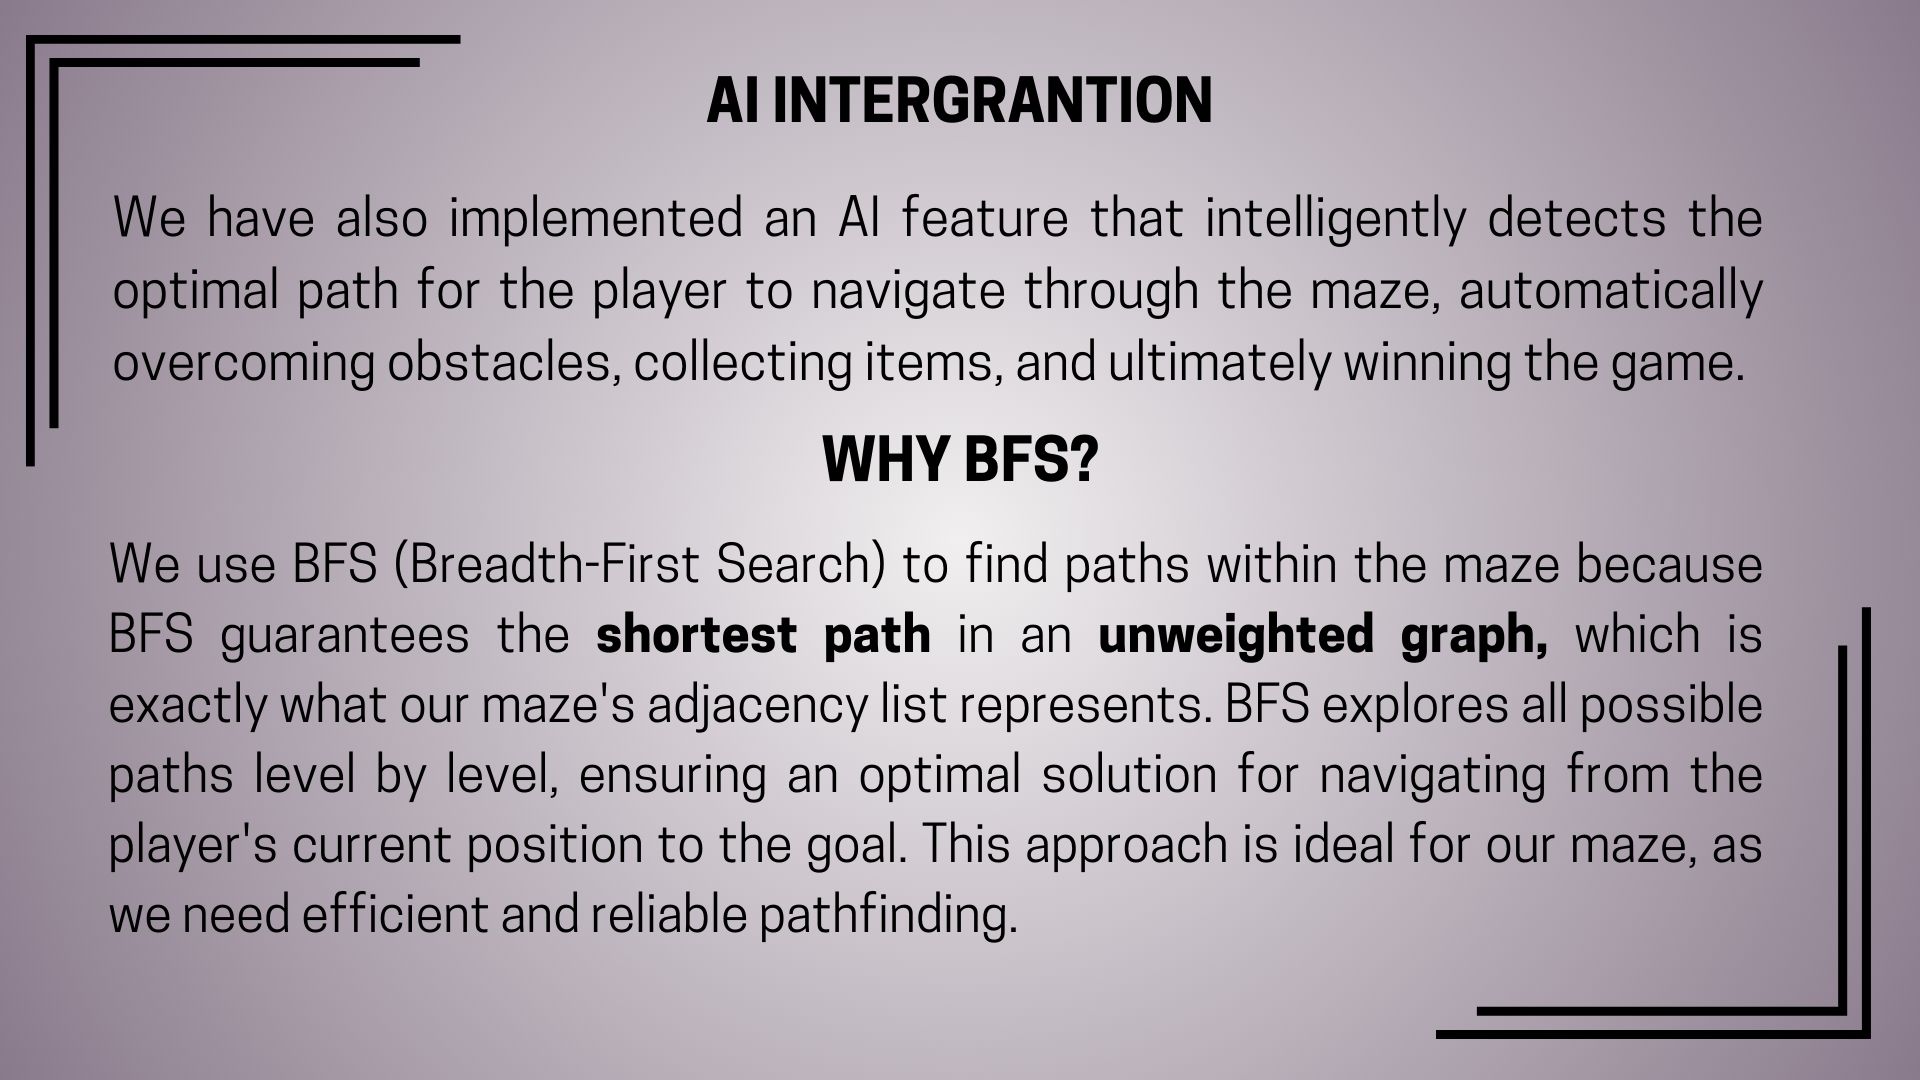 AI INTERGRANTION
We have also implemented an AI feature that intelligently detects the
optimal path for the player to navigate through the maze, automatically
overcoming obstacles, collecting items, and ultimately winning the game.
WHY BFS?
We use BFS (Breadth-First Search) to find paths within the maze because
BFS guarantees the shortest path in an unweighted graph, which is
exactly what our maze's adjacency list represents. BFS explores all possible
paths level by level, ensuring an optimal solution for navigating from the
player's current position to the goal. This approach is ideal for our maze, as
we need efficient and reliable pathfinding.